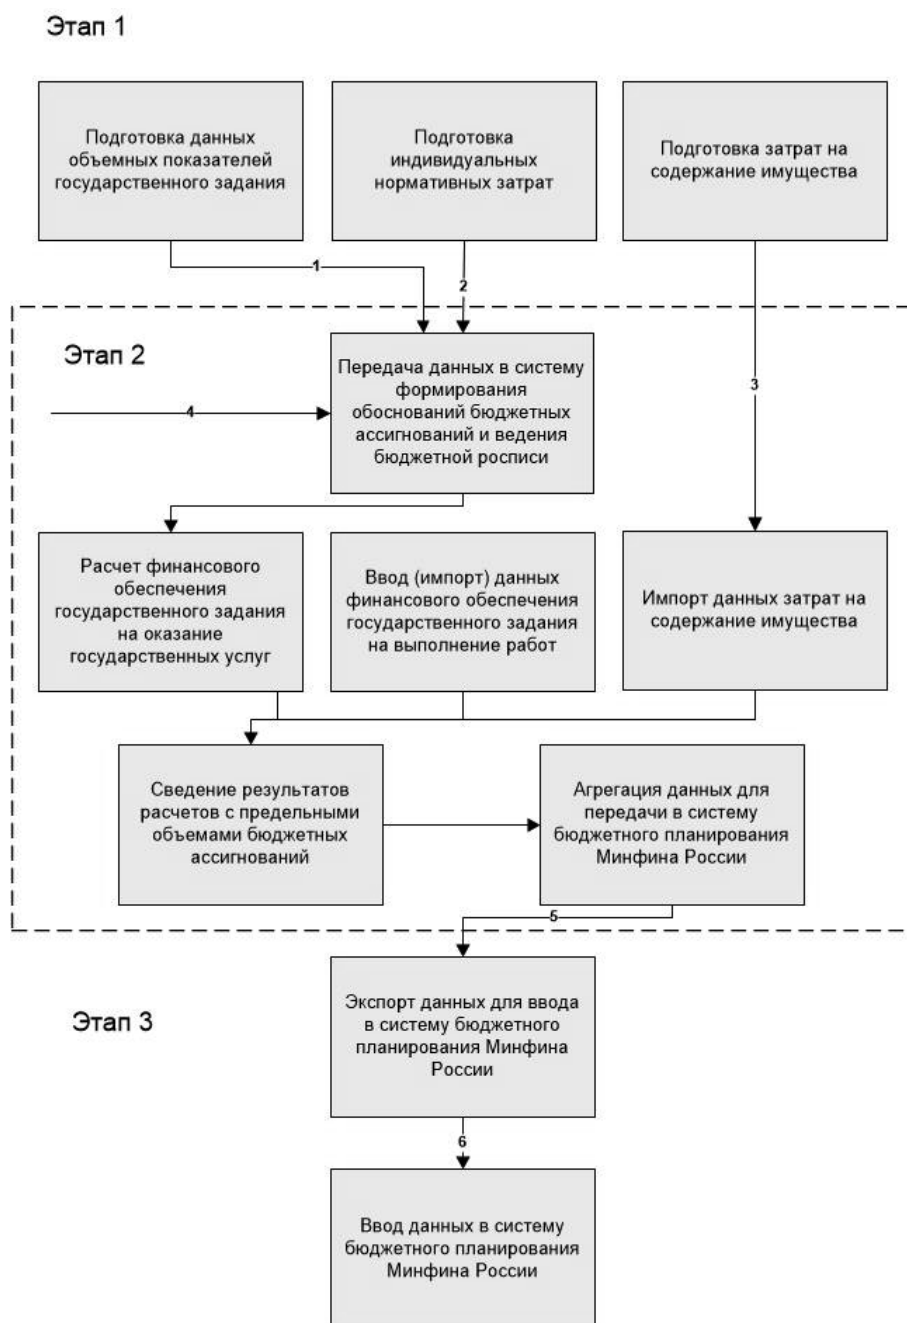 Этап 1
Подготовка данных
объемных показателей
государственного задания
Подготовка
индивидуальных
нормативных затрат
Подготовка затрат на
содержание имущества
1
2
3
Этап 2
Передача данных в систему
формирования
обоснований бюджетных
ассигнований и ведения
бюджетной росписи
4
Расчет финансового
обеспечения
государственного задания
на оказание
государственных услуг
Ввод (импорт) данных
финансового обеспечения
государственного задания
на выполнение работ
Импорт данных затрат на
содержание имущества
Сведение результатов
расчетов с предельными
объемами бюджетных
ассигнований
Агрегация данных для
передачи в систему
бюджетного планирования
Минфина России
5
Этап 3
Экспорт данных для ввода
в систему бюджетного
планирования Минфина
России
6
Ввод данных в систему
бюджетного планирования
Минфина России